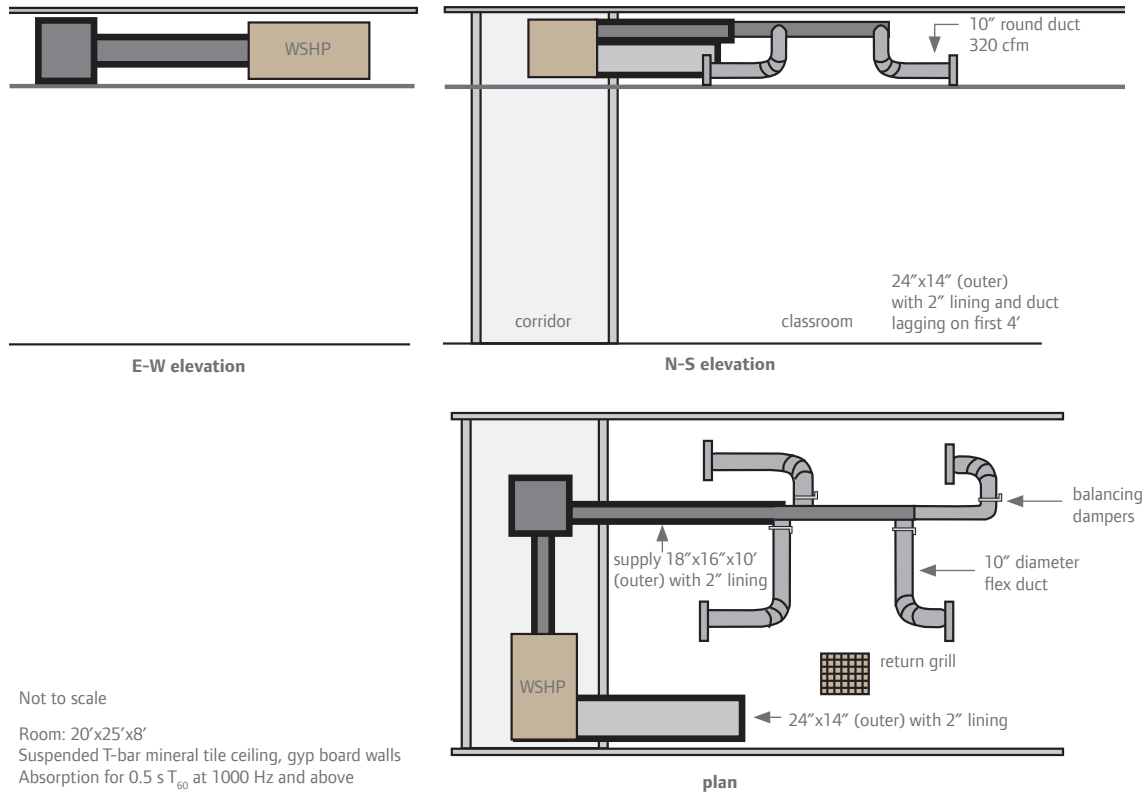 WSHP
10″ round duct
320 cfm
24″x14″ (outer)
with 2″ lining and duct
lagging on first 4′
corridor
classroom
E-W elevation
N-S elevation
balancing
dampers
supply 18″x16″x10′
(outer) with 2″ lining
10″ diameter
flex duct
WSHP
return grill
24″x14″ (outer) with 2″ lining
Not to scale
Room: 20′x25′x8′
Suspended T-bar mineral tile ceiling, gyp board walls
Absorption for 0.5 s T60 at 1000 Hz and above
plan